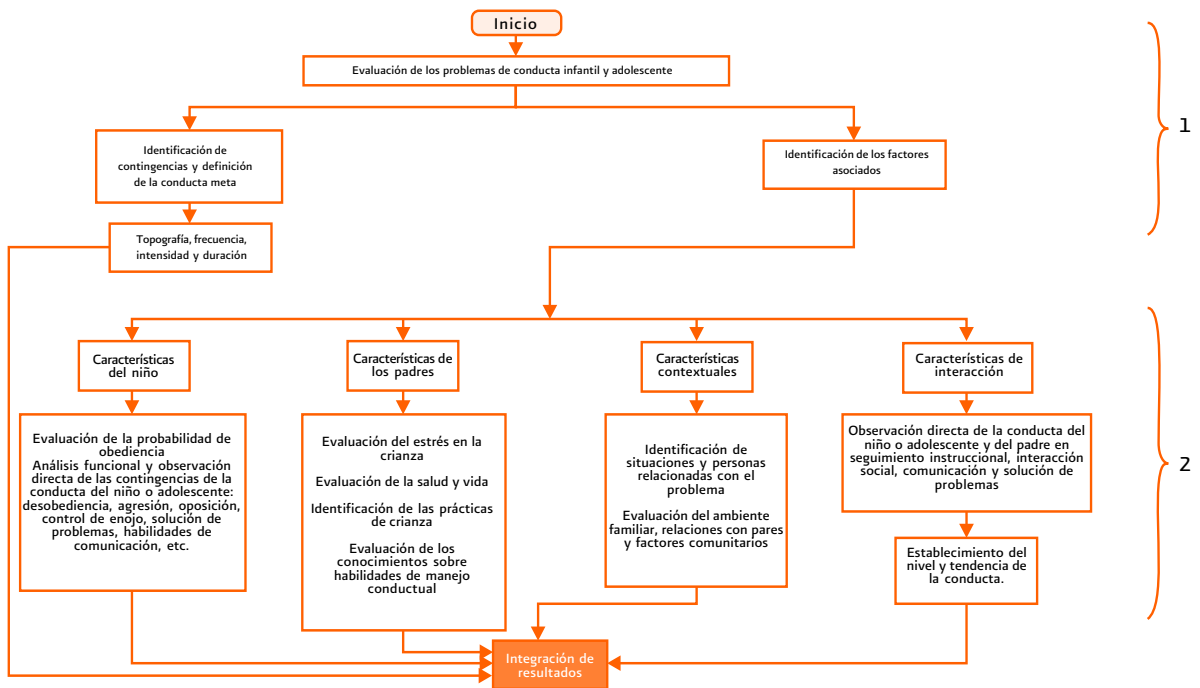 Inicio
Evaluación de los problemas de conducta infantil y adolescente
1
Identificación de
contingencias y definición
de la conducta meta
Identificación de los factores
asociados
Topografía, frecuencia,
intensidad y duración
Características
del niño
Características de
los padres
Características
contextuales
Características de
interacción
Evaluación de la probabilidad de
obediencia
Análisis funcional y observación
directa de las contingencias de la
conducta del niño o adolescente:
desobediencia, agresión, oposición,
control de enojo, solución de
problemas, habilidades de
comunicación, etc.
Evaluación del estrés en la
crianza
Evaluación de la salud y vida
Identificación de las prácticas
de crianza
Evaluación de los
conocimientos sobre
habilidades de manejo
conductual
Identificación de
situaciones y personas
relacionadas con el
problema
Evaluación del ambiente
familiar, relaciones con pares
y factores comunitarios
Observación directa de la conducta del
niño o adolescente y del padre en
seguimiento instruccional, interacción
social, comunicación y solución de
problemas
2
Establecimiento del
nivel y tendencia de
la conducta.
Integración de
resultados